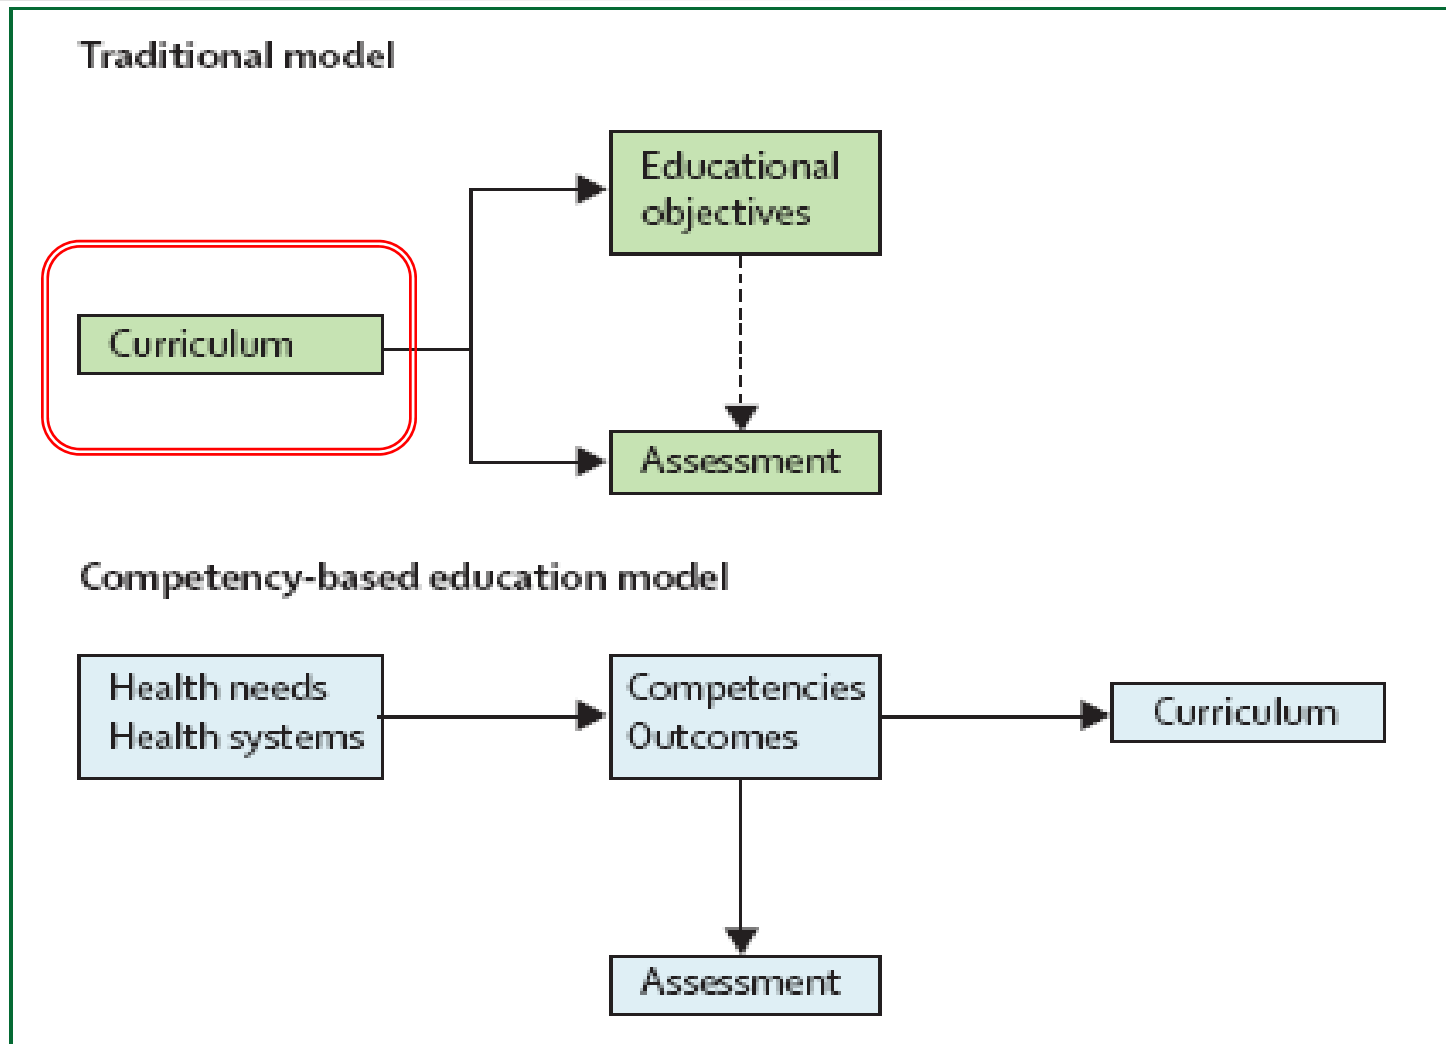 Traditional model
Educational
objectives
Curriculum
Assessment
Competency-based education model
Health needs
Health systems
Competencies
Outcomes
Curriculum
Assessment